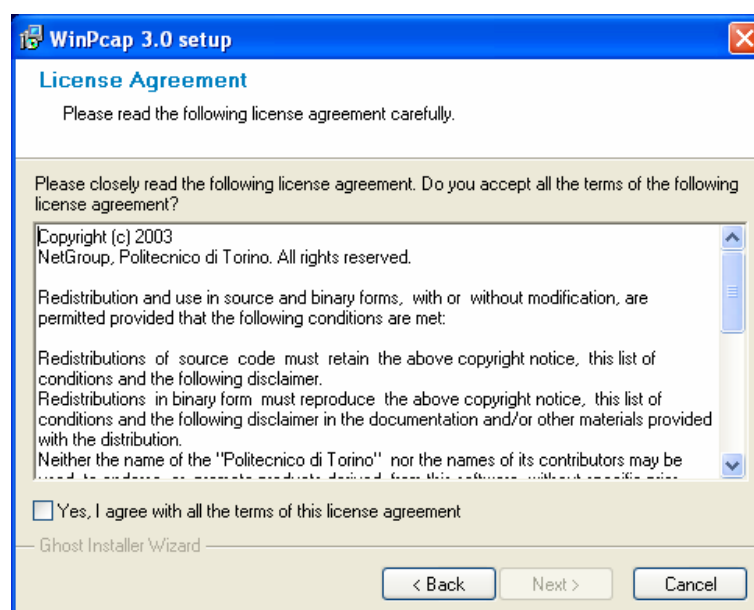 WinPcap 3.0 setup
License Agreement
Please read the following license agreement carefully.
Please closely read the following license agreement. Do you accept all the terms of the following
license agreement?
Copyright (c) 2003
NetGroup, Politecnico di Torino. All rights reserved.
Redistribution and use in source and binary forms, with or without modification, are
permitted provided that the following conditions are met:
Redistributions of source code must retain the above copyright notice, this list of
conditions and the following disclaimer.
Redistributions in binary form must reproduce the above copyright notice, this list of
conditions and the following disclaimer in the documentation and/or other materials provided
with the distribution.
Neither the name of the "Politecnico di Torino" nor the names of its contributors may be
Yes, I agree with all the terms of this license agreement
Ghost Installer Wizard
< Back
Next >
Cancel